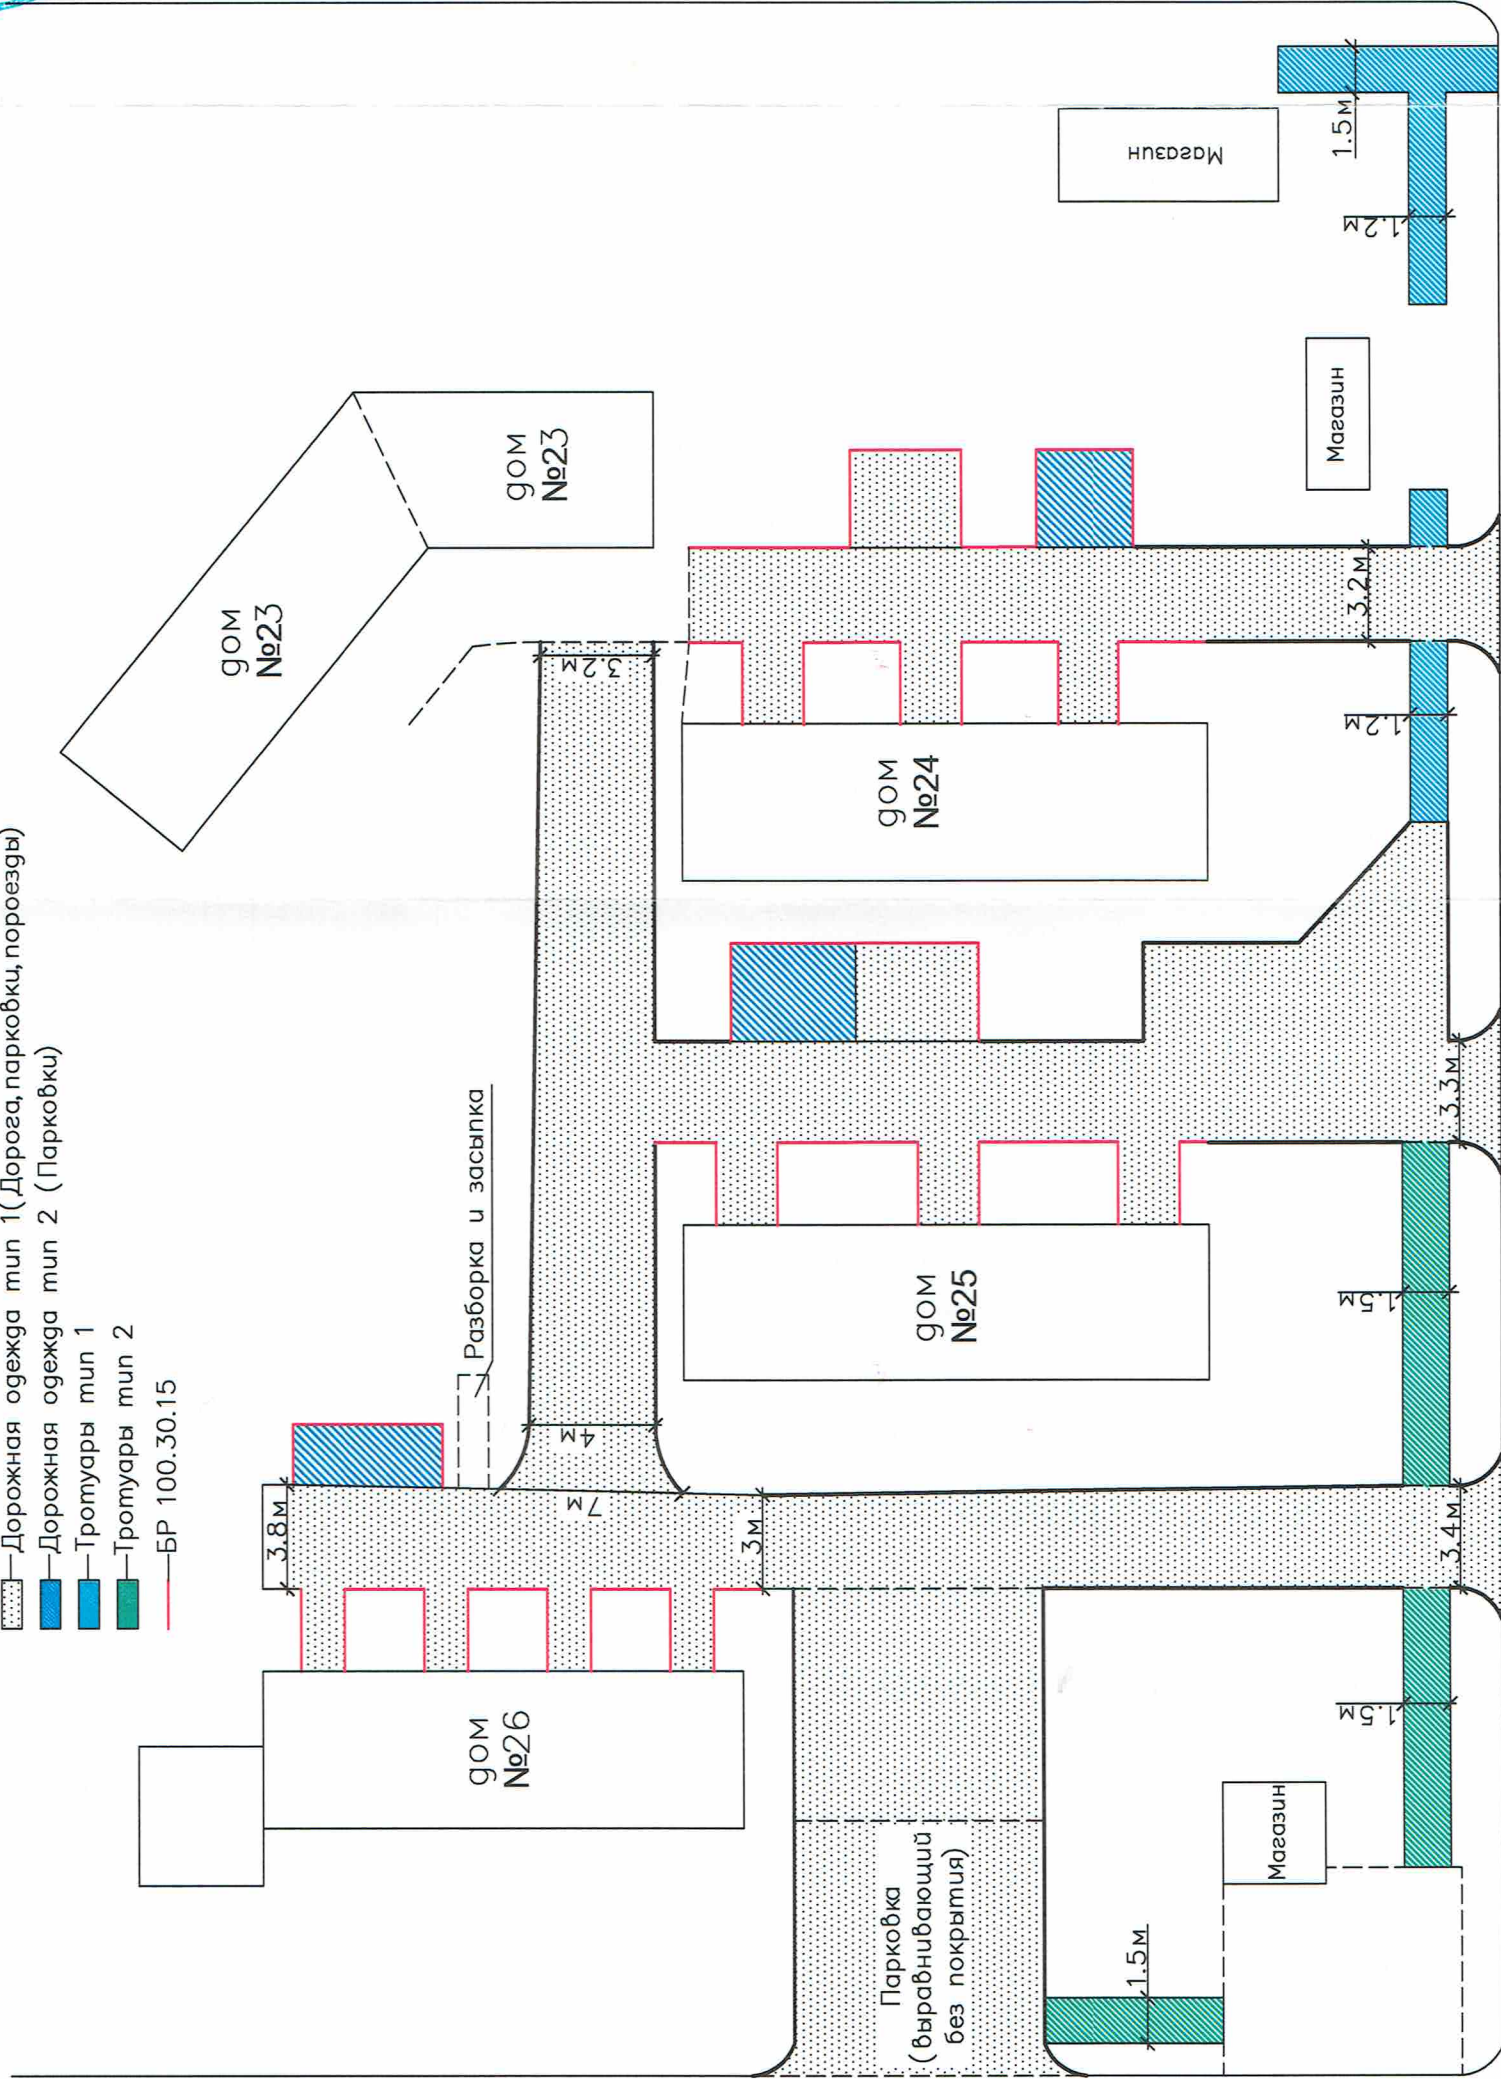 Дорожная одежда тип 1(Дорога, парковки, пороезды)
Дорожная одежда тип 2 (Парковки)
Тротуары тип 1
Тротуары тип 2
БР 100.30.15
дом
№23
дом
№23
Магазин
1.5м
1.2м
Магазин
3.2м
3.2м
1.2м
дом
№24
Разборка и засыпка
3.3м
дом
№25
1.5м
4м
7м
3.8м
3м
3.4м
дом
№26
1.5м
Магазин
Парковка
(выравнивающий
без покрытия)
1.5м